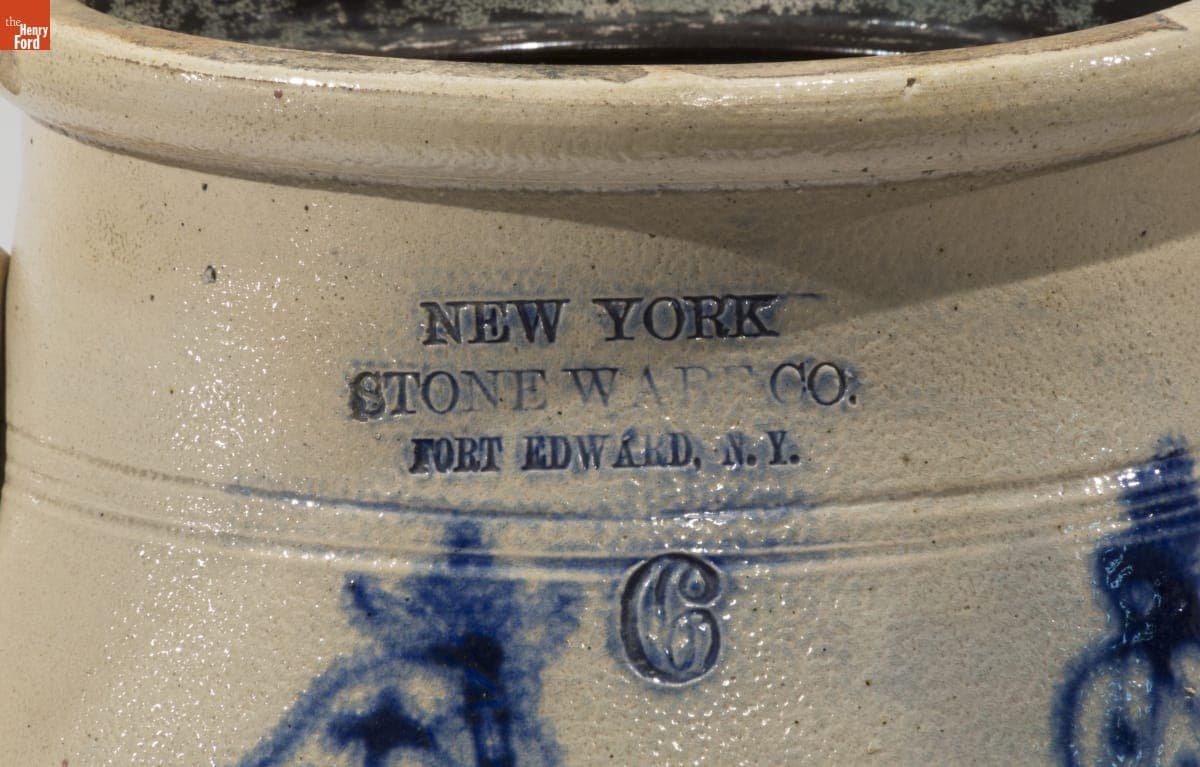 the
Henry
Ford
NEW YORK
STONE WARE CO.
FORT EDWARD, N.Y.
6